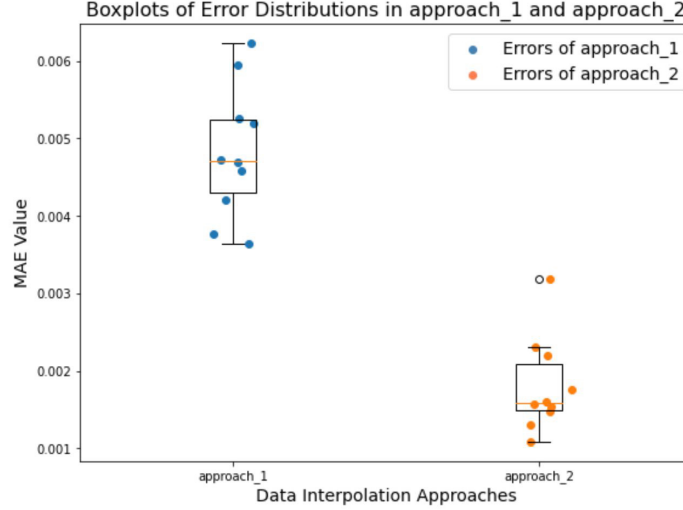 Boxplots of Error Distributions in approach_1 and approach_2
Errors of approach_1
Errors of approach_2
0.006
0.005
0.004
0.003
0.002
0.001
MAE Value
approach_1
approach_2
Data Interpolation Approaches